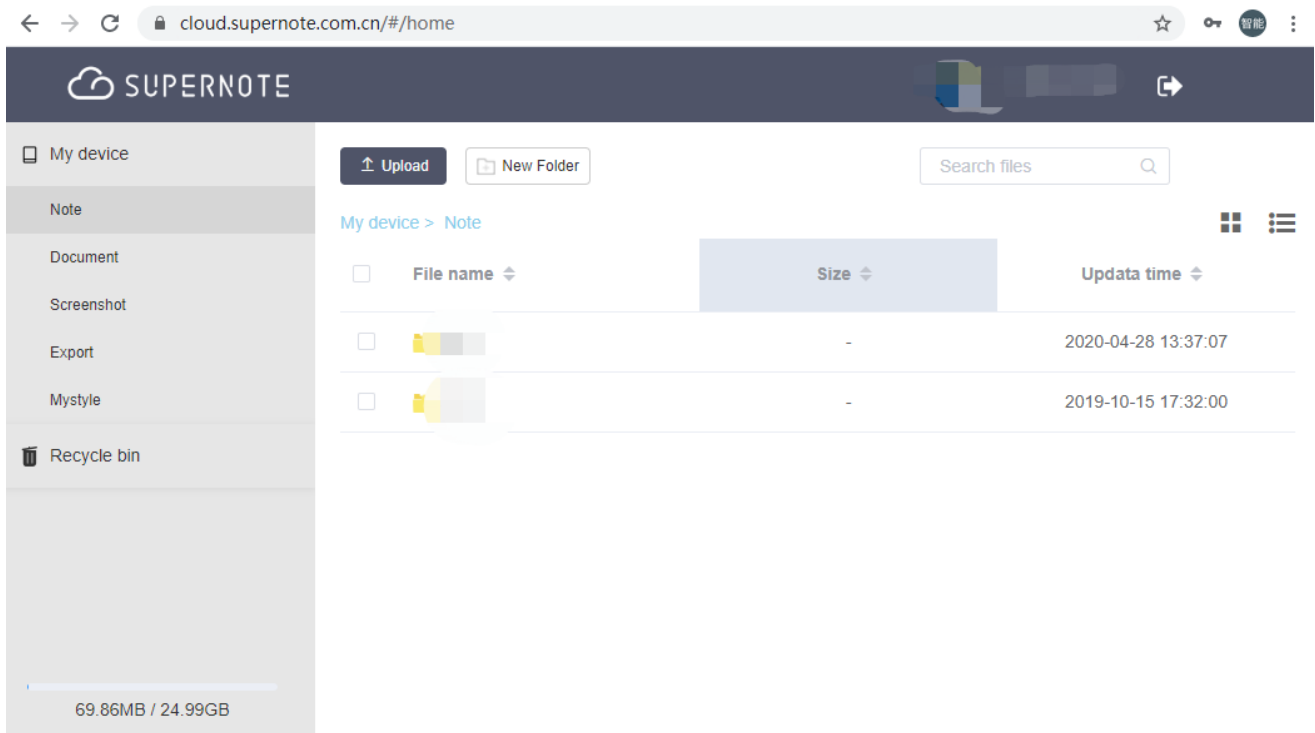 cloud.supernote.com.cn/#/home
智能
SUPERNOTE
My device
Note
Document
Screenshot
Export
Mystyle
Recycle bin
69.86MB / 24.99GB
Upload
New Folder
Search files
My device > Note
File name
Size
Updata time
-
2020-04-28 13:37:07
-
2019-10-15 17:32:00